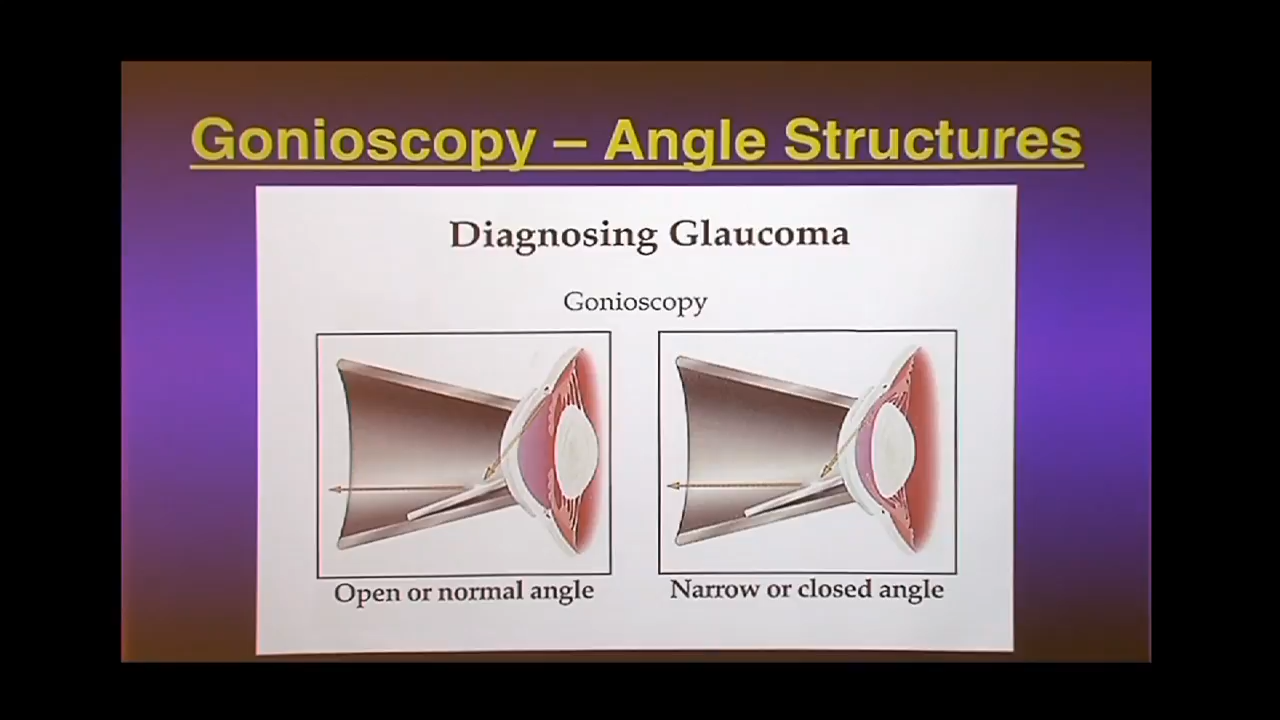 Gonioscopy – Angle Structures
Diagnosing Glaucoma
Gonioscopy
Open or normal angle
Narrow or closed angle